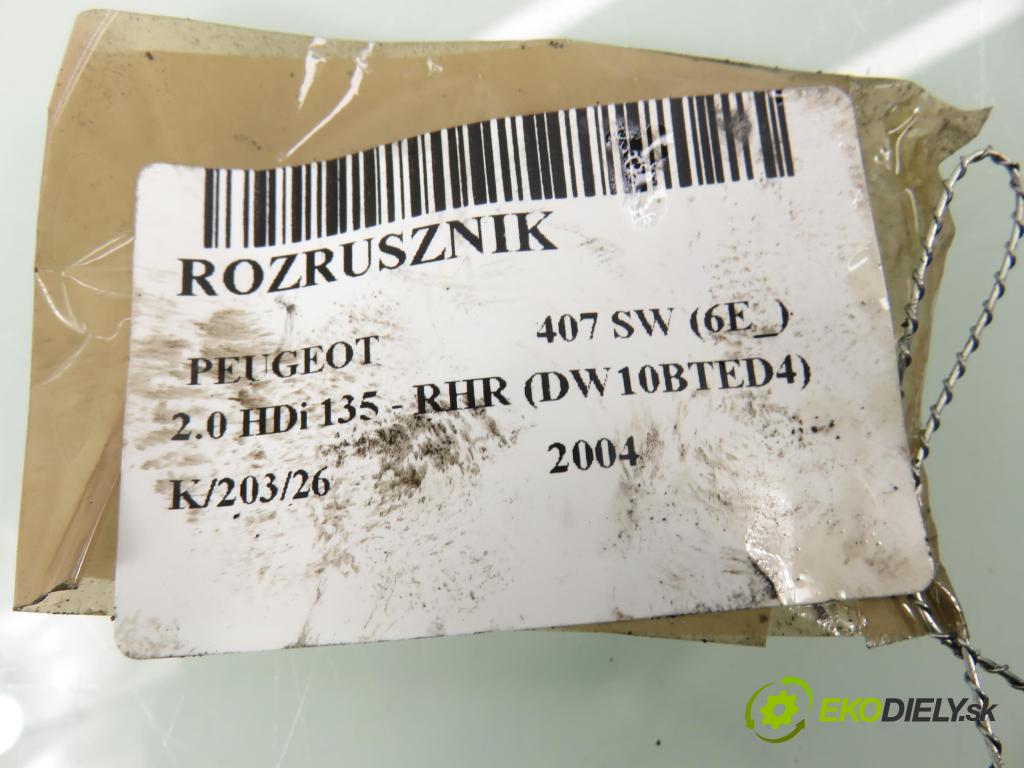 ROZRUSZNIK
PEUGEOT 407 SW (6E_)
2.0 HDi 135 - RHR (DW10BTED4)
K/203/26 2004
EKODIELY.sk